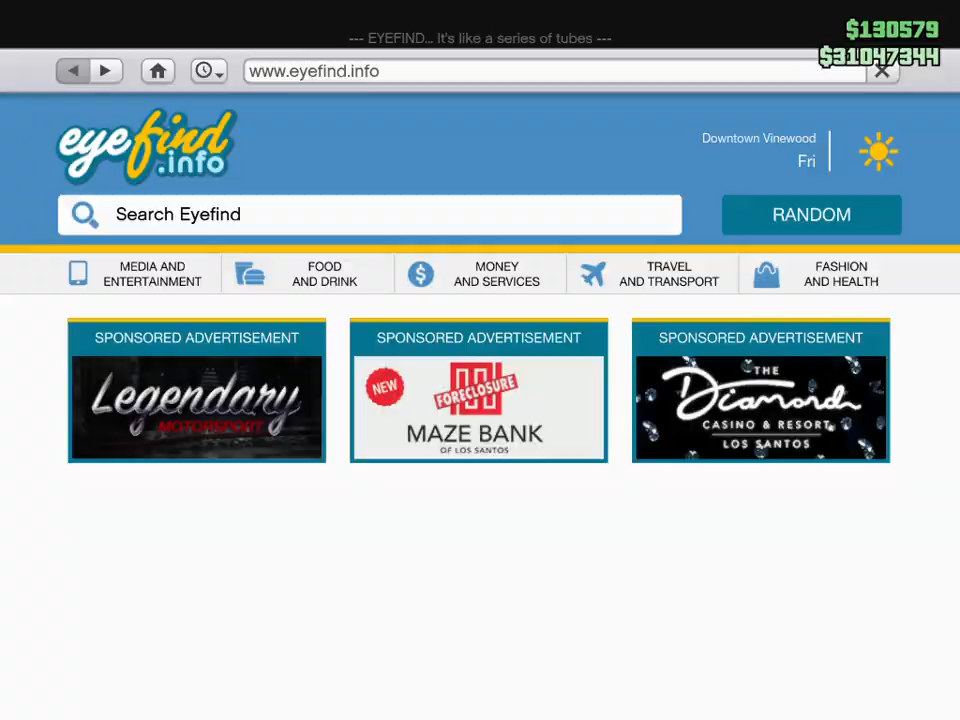 --- EYEFIND... It's like a series of tubes ---
$130579
$31047344
www.eyefind.info
eyefind
.info
Downtown Vinewood
Fri
Search Eyefind
RANDOM
MEDIA AND
ENTERTAINMENT
FOOD
AND DRINK
MONEY
AND SERVICES
TRAVEL
AND TRANSPORT
FASHION
AND HEALTH
SPONSORED ADVERTISEMENT
Legendary
MOTORSPORT
SPONSORED ADVERTISEMENT
NEW
FORECLOSURE
MAZE BANK
OF LOS SANTOS
SPONSORED ADVERTISEMENT
THE
Diamond
CASINO & RESORT
LOS SANTOS